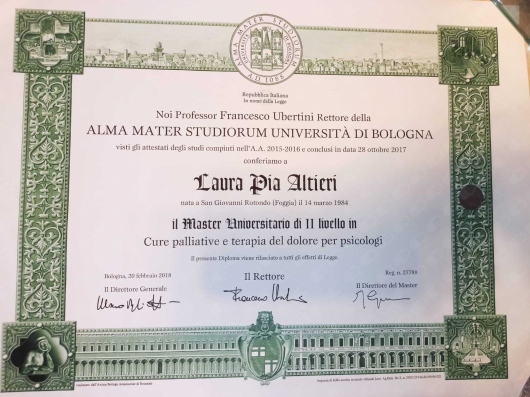 ALMA MATER STUDIORUM
A.D. 1088
Repubblica Italiana
In nome della Legge
Noi Professor Francesco Ubertini Rettore della
ALMA MATER STUDIORUM UNIVERSITÀ DI BOLOGNA
visti gli attestati degli studi compiuti nell'A.A. 2015-2016 e conclusi in data 28 ottobre 2017
conferiamo a
Laura Pia Altieri
nata a San Giovanni Rotondo (Foggia) il 14 marzo 1984
il Master Universitario di II livello in
Cure palliative e terapia del dolore per psicologi
Il presente Diploma viene rilasciato a tutti gli effetti di Legge.
Bologna, 20 febbraio 2018
Il Rettore
Reg. n.
Il Direttore Generale
Il Direttore del Master